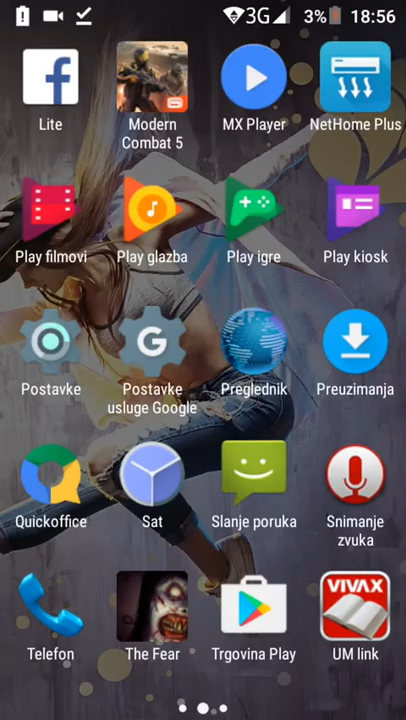 3G 3% 18:56
Lite
Modern
Combat 5
MX Player
NetHome Plus
Play filmovi
Play glazba
Play igre
Play kiosk
Postavke
Postavke
usluge Google
Preglednik
Preuzimanja
Quickoffice
Sat
Slanje poruka
Snimanje
zvuka
VIVAX
Telefon
The Fear
Trgovina Play
UM link